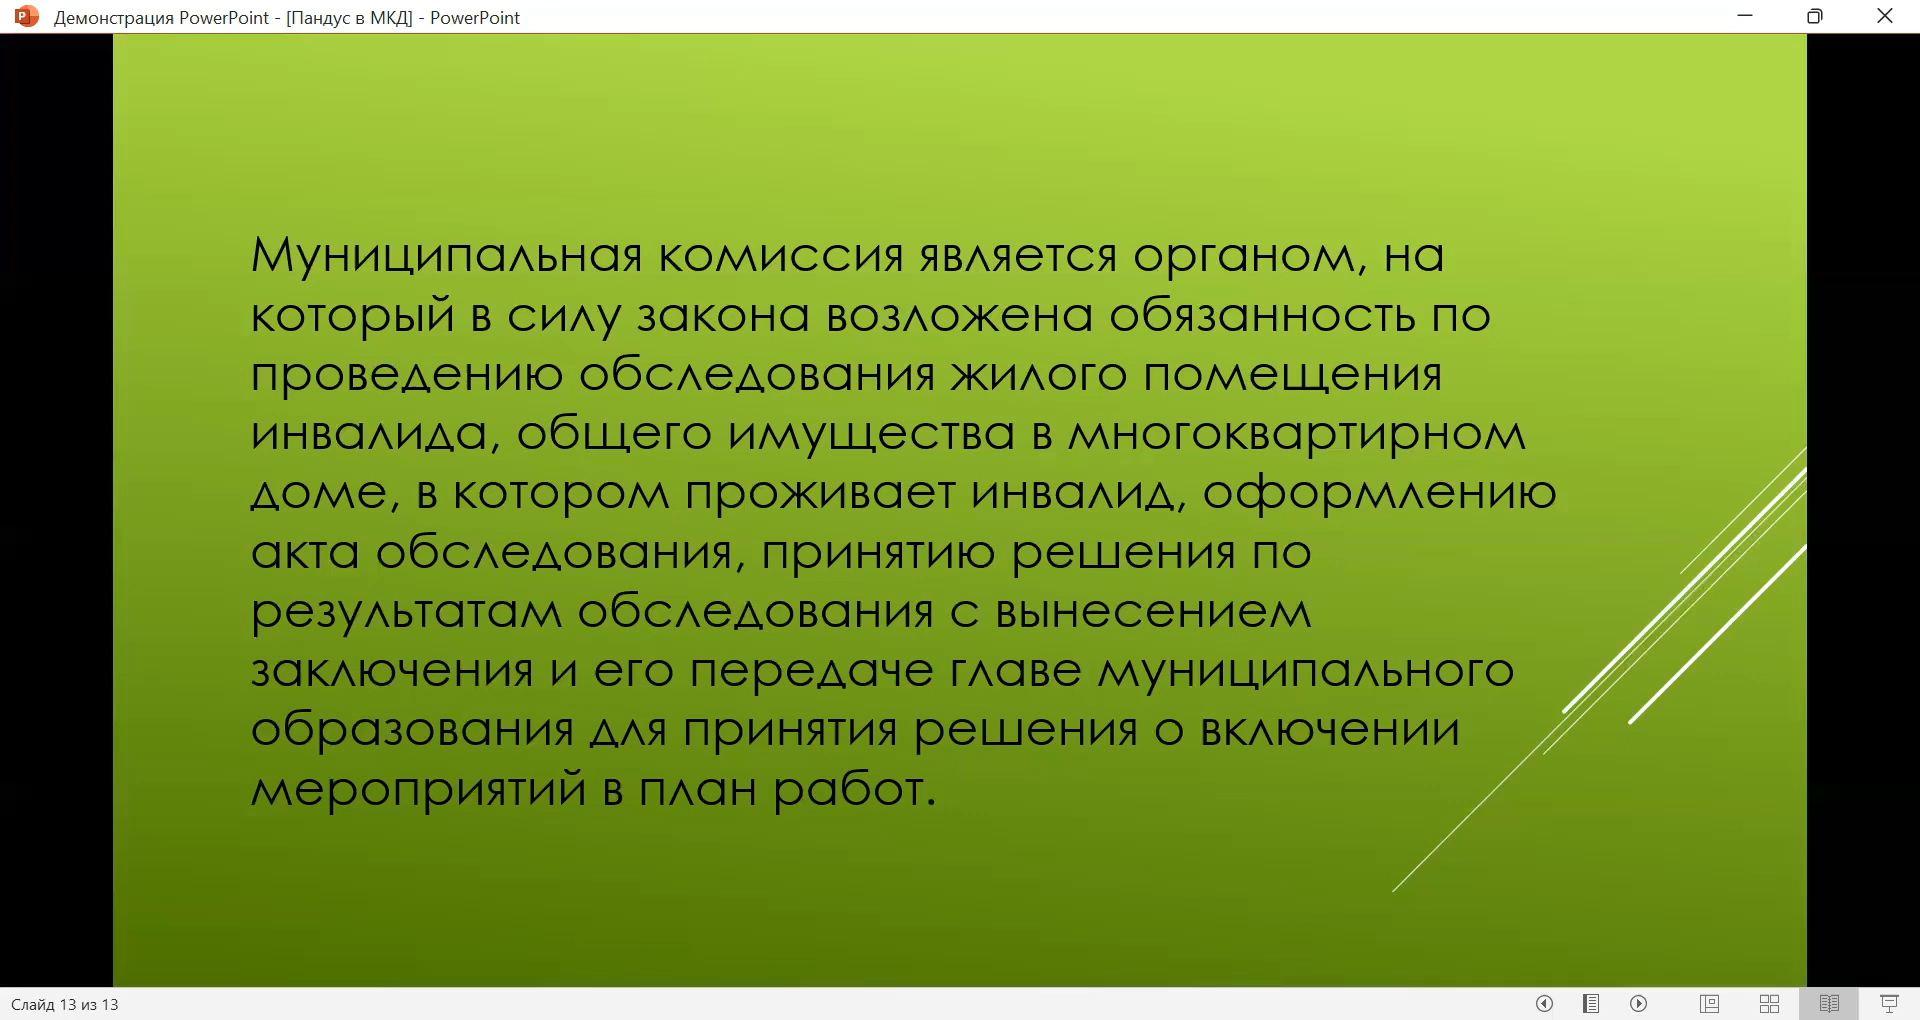 Демонстрация PowerPoint - [Пандус в МКД] - PowerPoint
Муниципальная комиссия является органом, на
который в силу закона возложена обязанность по
проведению обследования жилого помещения
инвалида, общего имущества в многоквартирном
доме, в котором проживает инвалид, оформлению
акта обследования, принятию решения по
результатам обследования с вынесением
заключения и его передаче главе муниципального
образования для принятия решения о включении
мероприятий в план работ.
Слайд 13 из 13